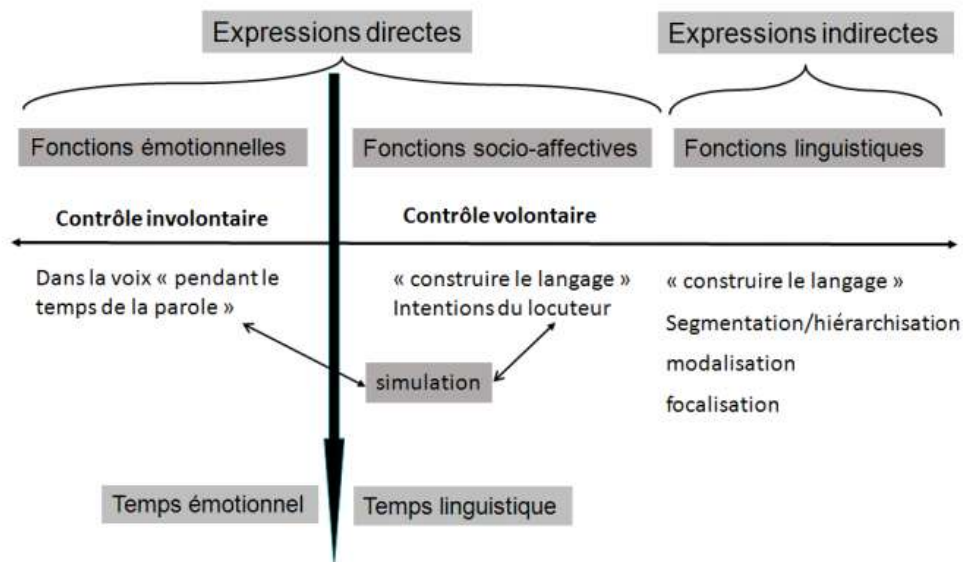 Expressions directes
Expressions indirectes
Fonctions émotionnelles
Fonctions socio-affectives
Fonctions linguistiques
Contrôle involontaire
Contrôle volontaire
Dans la voix « pendant le
temps de la parole »
« construire le langage »
Intentions du locuteur
« construire le langage »
Segmentation/hiérarchisation
modalisation
focalisation
simulation
Temps émotionnel
Temps linguistique